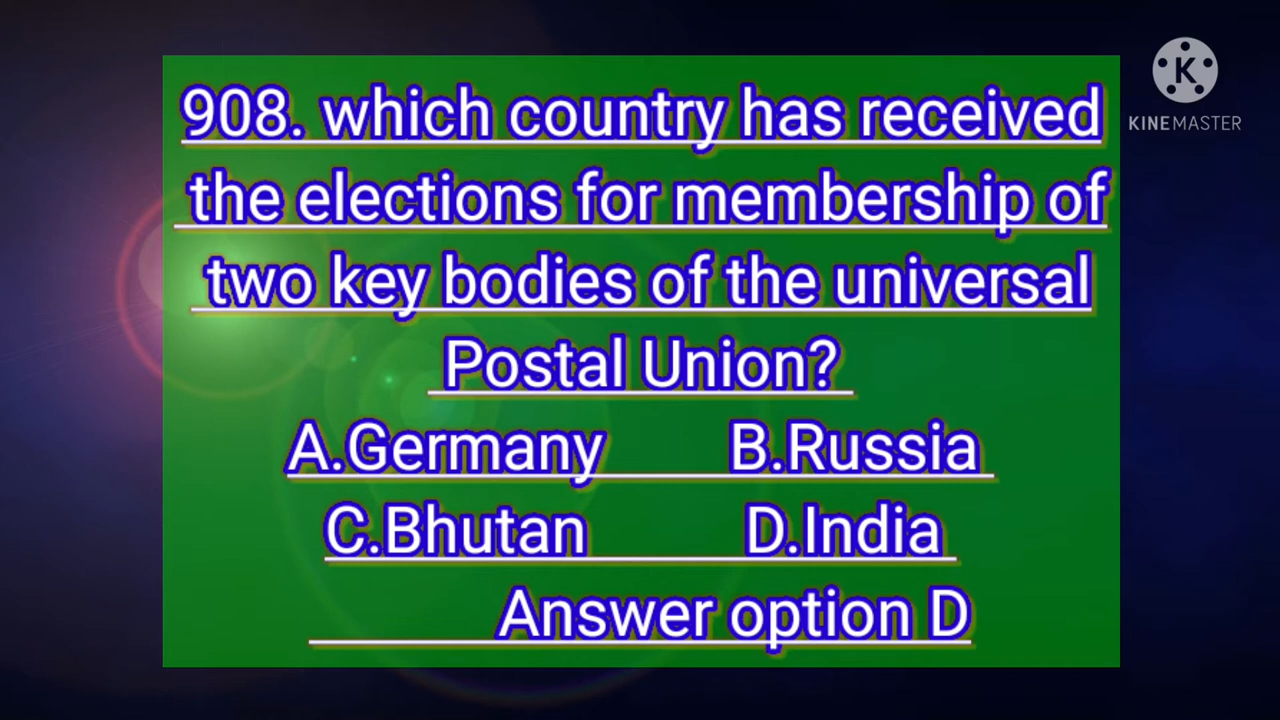 908. which country has received
the elections for membership of
two key bodies of the universal
Postal Union?
A.Germany B.Russia
C.Bhutan D.India
Answer option D
K
KINEMASTER